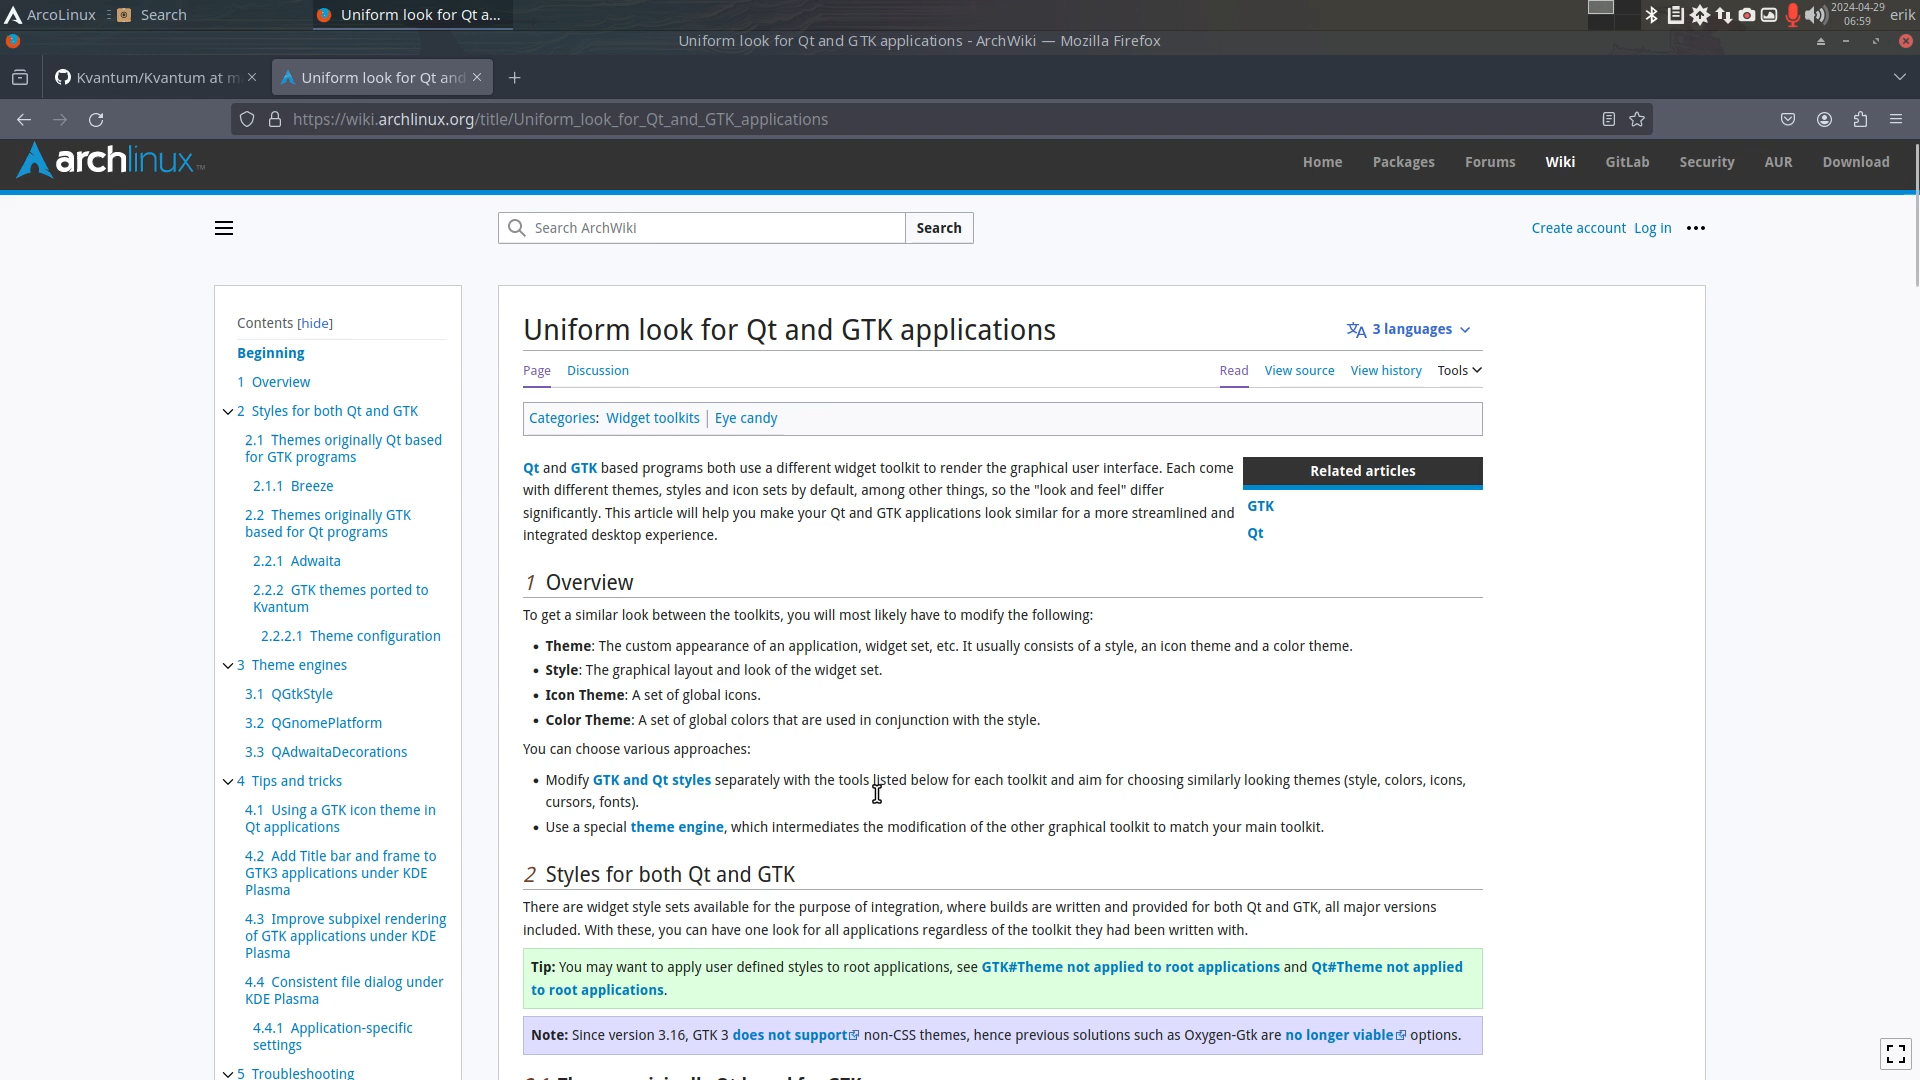 ArcoLinux
Search
Uniform look for Qt a...
2024-04-29
06:59
erik
Uniform look for Qt and GTK applications - ArchWiki — Mozilla Firefox
Kvantum/Kvantum at m
Uniform look for Qt and
https://wiki.archlinux.org/title/Uniform_look_for_Qt_and_GTK_applications
archlinux™
Home Packages Forums Wiki GitLab Security AUR Download
Search ArchWiki
Search
Create account Log in
Contents [hide]
Beginning
1 Overview
2 Styles for both Qt and GTK
2.1 Themes originally Qt based
for GTK programs
2.1.1 Breeze
2.2 Themes originally GTK
based for Qt programs
2.2.1 Adwaita
2.2.2 GTK themes ported to
Kvantum
2.2.2.1 Theme configuration
3 Theme engines
3.1 QGtkStyle
3.2 QGnomePlatform
3.3 QAdwaitaDecorations
4 Tips and tricks
4.1 Using a GTK icon theme in
Qt applications
4.2 Add Title bar and frame to
GTK3 applications under KDE
Plasma
4.3 Improve subpixel rendering
of GTK applications under KDE
Plasma
4.4 Consistent file dialog under
KDE Plasma
4.4.1 Application-specific
settings
5 Troubleshooting
Uniform look for Qt and GTK applications
3 languages
Page Discussion
Read View source View history Tools
Categories: Widget toolkits | Eye candy
Qt and GTK based programs both use a different widget toolkit to render the graphical user interface. Each come
with different themes, styles and icon sets by default, among other things, so the "look and feel" differ
significantly. This article will help you make your Qt and GTK applications look similar for a more streamlined and
integrated desktop experience.
Related articles
GTK
Qt
1 Overview
To get a similar look between the toolkits, you will most likely have to modify the following:
• Theme: The custom appearance of an application, widget set, etc. It usually consists of a style, an icon theme and a color theme.
• Style: The graphical layout and look of the widget set.
• Icon Theme: A set of global icons.
• Color Theme: A set of global colors that are used in conjunction with the style.
You can choose various approaches:
• Modify GTK and Qt styles separately with the tools listed below for each toolkit and aim for choosing similarly looking themes (style, colors, icons,
cursors, fonts).
• Use a special theme engine, which intermediates the modification of the other graphical toolkit to match your main toolkit.
2 Styles for both Qt and GTK
There are widget style sets available for the purpose of integration, where builds are written and provided for both Qt and GTK, all major versions
included. With these, you can have one look for all applications regardless of the toolkit they had been written with.
Tip: You may want to apply user defined styles to root applications, see GTK#Theme not applied to root applications and Qt#Theme not applied
to root applications.
Note: Since version 3.16, GTK 3 does not support non-CSS themes, hence previous solutions such as Oxygen-Gtk are no longer viable options.